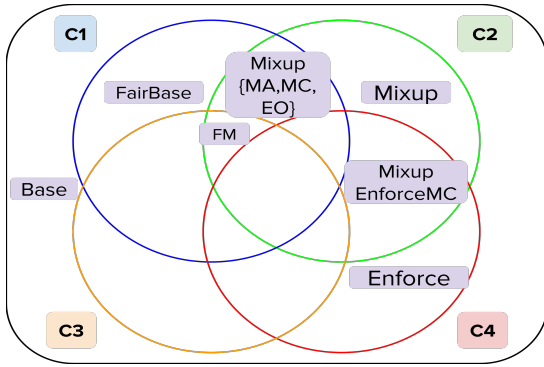 C1
C2
Mixup
{MA,MC,
EO}
FairBase
Mixup
FM
Base
Mixup
EnforceMC
Enforce
C3
C4